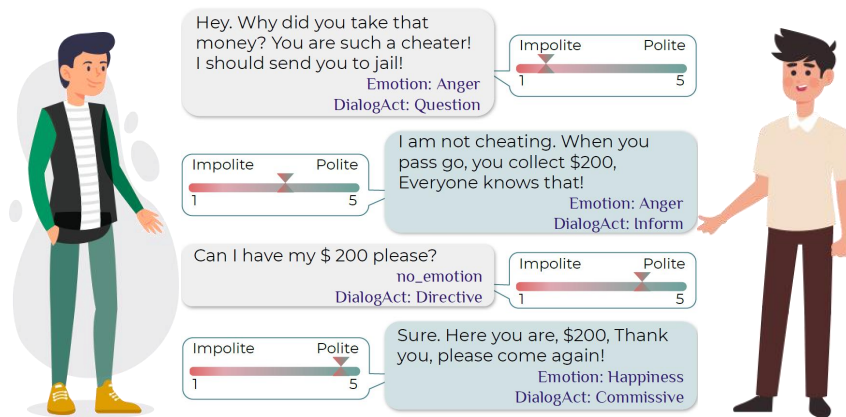 Hey. Why did you take that
money? You are such a cheater!
I should send you to jail!
Emotion: Anger
DialogAct: Question
Impolite Polite
1 5
I am not cheating. When you
pass go, you collect $200,
Everyone knows that!
Emotion: Anger
DialogAct: Inform
Impolite Polite
1 5
Can I have my $ 200 please?
no_emotion
DialogAct: Directive
Impolite Polite
1 5
Sure. Here you are, $200, Thank
you, please come again!
Emotion: Happiness
DialogAct: Commissive
Impolite Polite
1 5